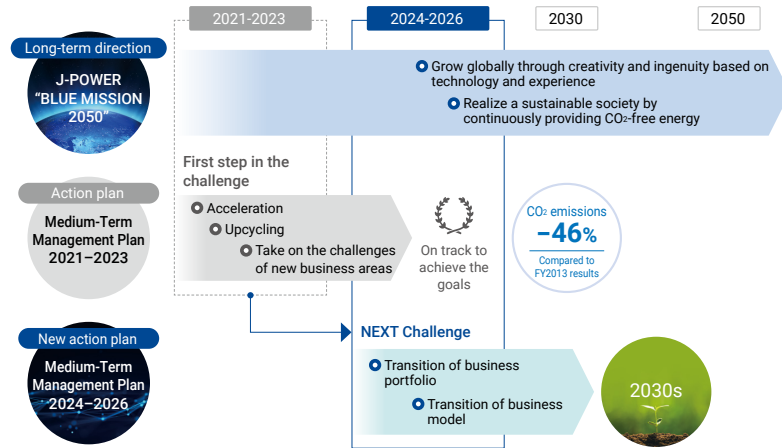 2021-2023
2024-2026
2030
2050
Long-term direction
J-POWER
“BLUE MISSION
2050”
Grow globally through creativity and ingenuity based on
technology and experience
Realize a sustainable society by
continuously providing CO2-free energy
First step in the
challenge
Action plan
Medium-Term
Management Plan
2021–2023
Acceleration
Upcycling
Take on the challenges
of new business areas
On track to
achieve the
goals
CO2 emissions
−46%
Compared to
FY2013 results
New action plan
Medium-Term
Management Plan
2024–2026
NEXT Challenge
Transition of business
portfolio
Transition of business
model
2030s